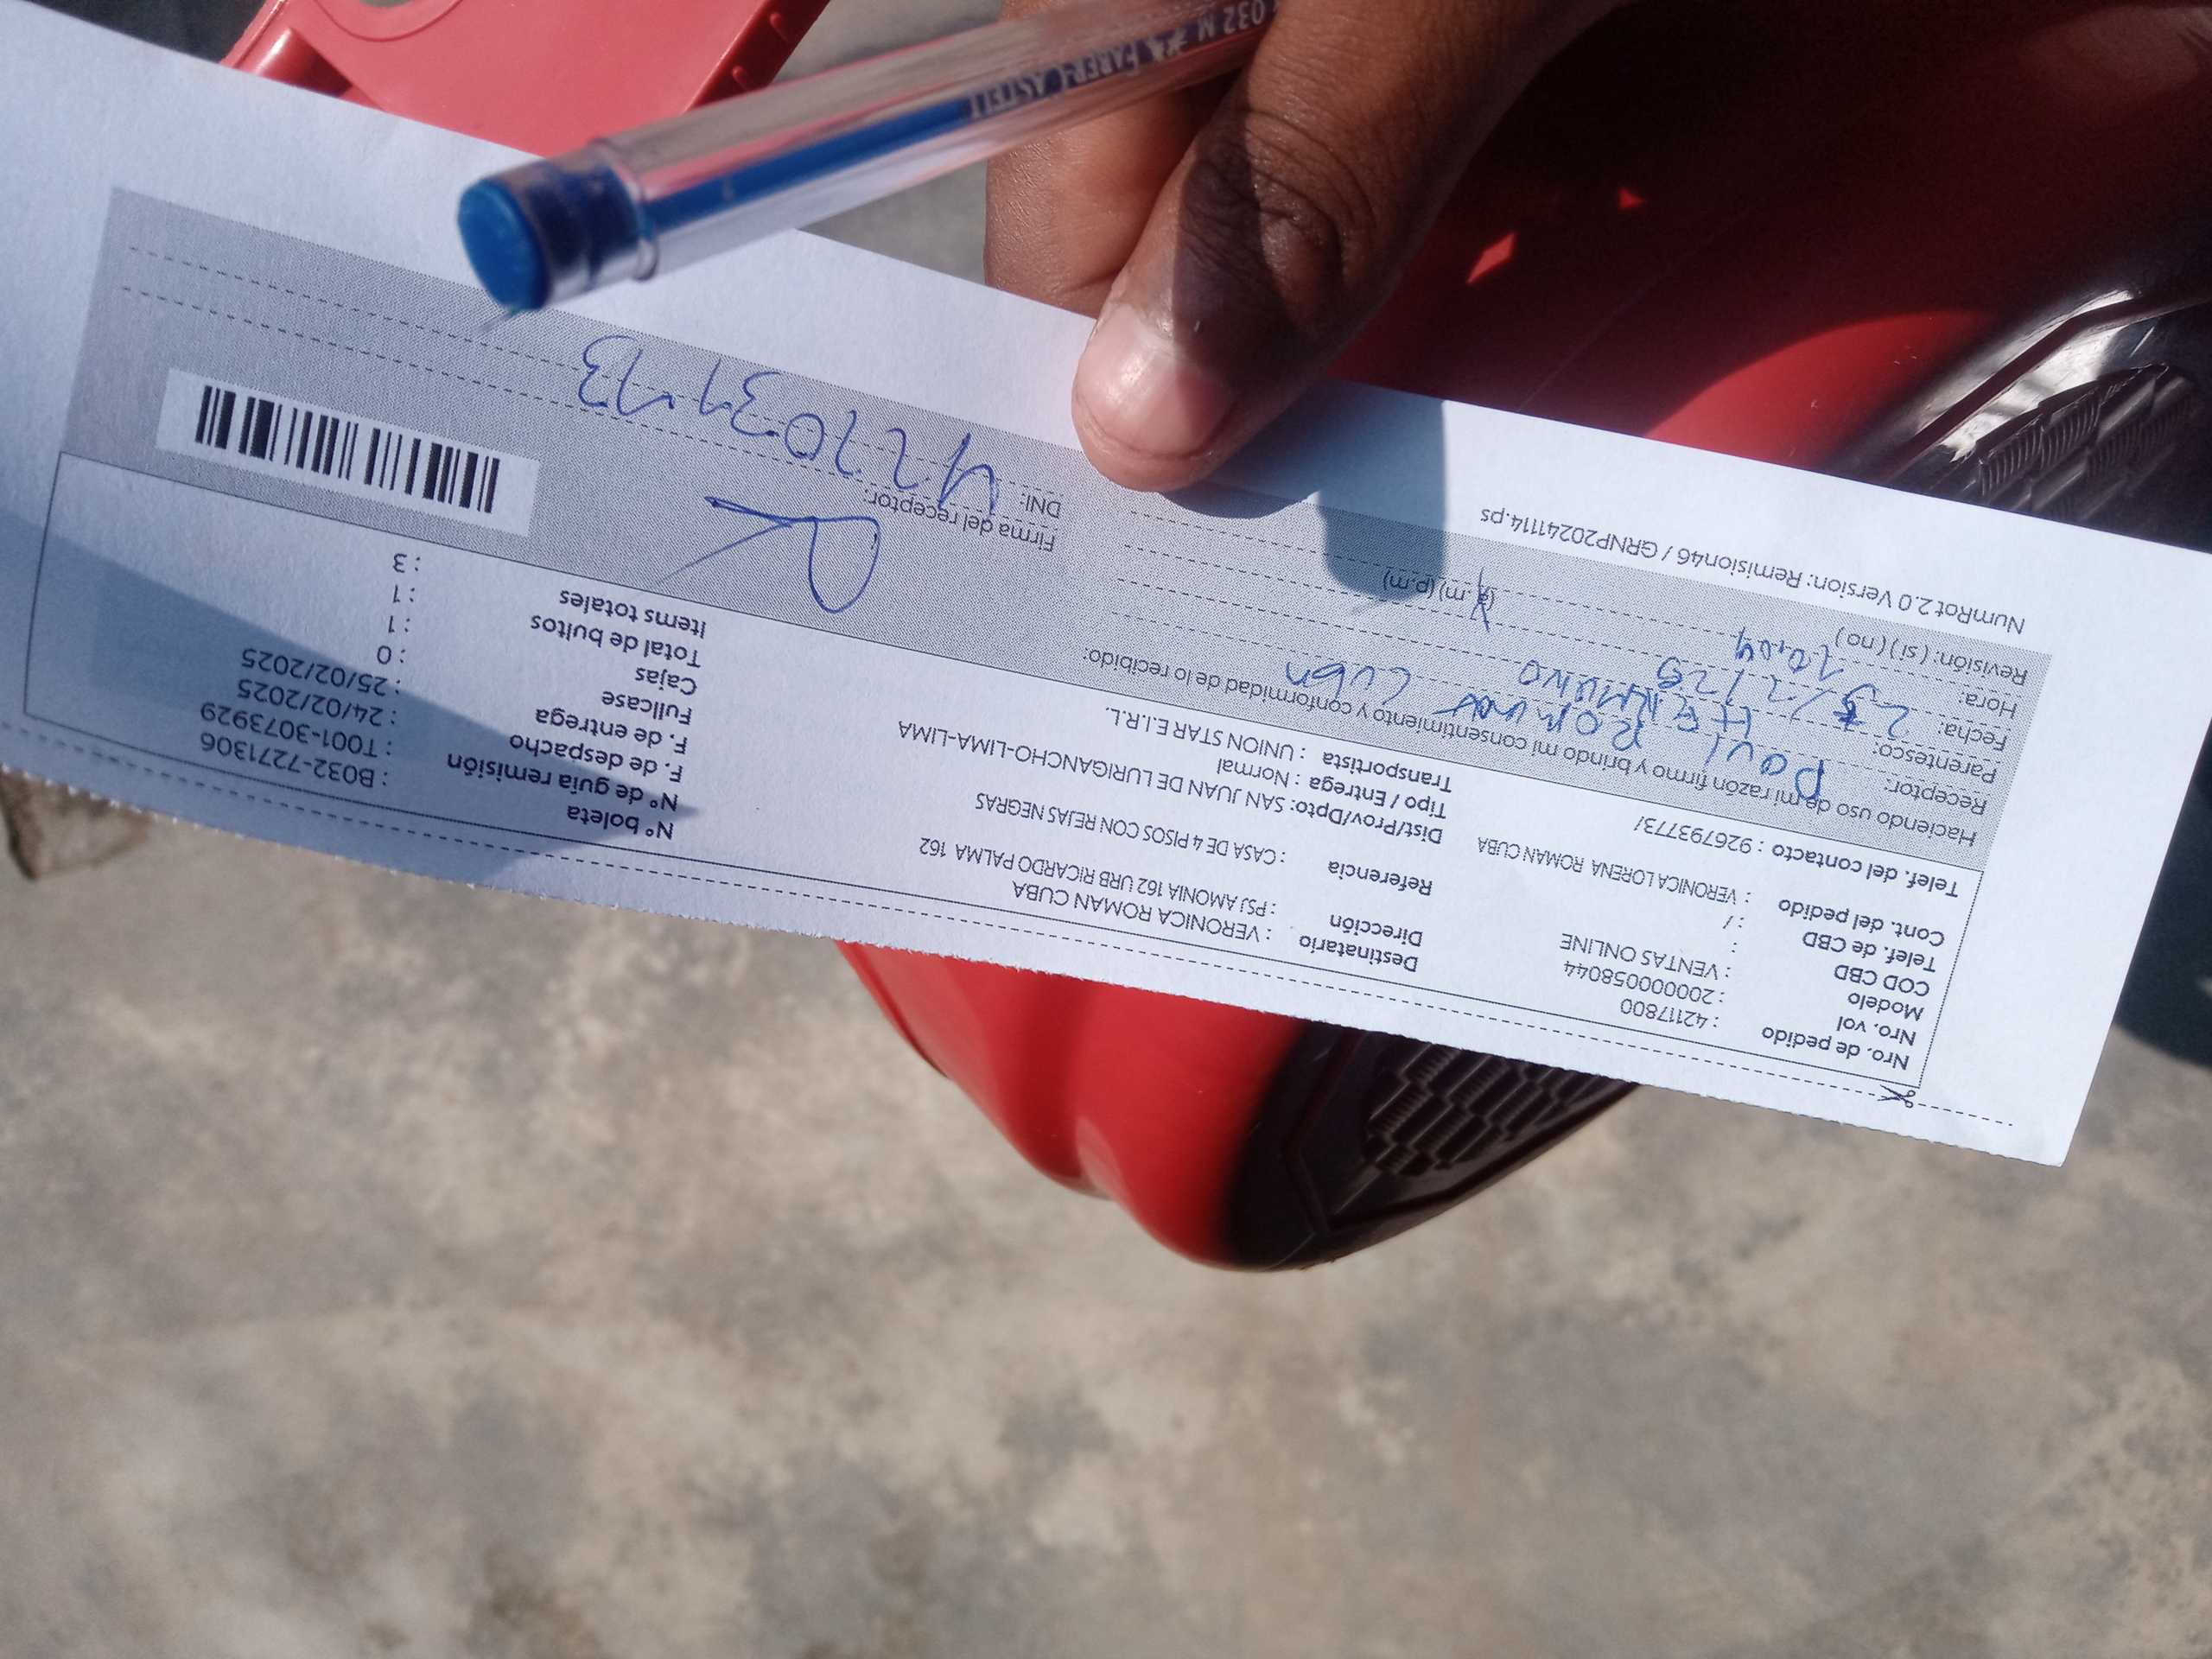 Nro. de pedido : 42117800
Nro. vol : 200000058044
Modelo : VENTAS ONLINE
COD CBD :
Telef. de CBD : /
Cont. del pedido : VERONICA LORENA ROMAN CUBA
Telef. del contacto : 926793773/
Destinatario : VERONICA ROMAN CUBA
Dirección : PSJ AMONIA 162 URB RICARDO PALMA 162
Referencia : CASA DE 4 PISOS CON REJAS NEGRAS
Dist/Prov/Dpto: SAN JUAN DE LURIGANCHO-LIMA-LIMA
Tipo / Entrega : Normal
Transportista : UNION STAR E.I.R.L.
N° boleta : B032-7271306
N° de guía remisión : T001-3073929
F. de despacho : 24/02/2025
F. de entrega : 25/02/2025
Fullcase : 0
Cajas : 1
Total de bultos : 1
Items totales : 3
Haciendo uso de mi razón firmo y brindo mi consentimiento y conformidad de lo recibido:
Receptor: Paul Roman Cuba
Parentesco: HERMANO
Fecha: 25/2/25
Hora: 10:04 (a.m) (p.m)
Revisión: (si) (no)
Firma del receptor:
DNI: 42703113
NumRot 2.0 Version: Remision46 / GRNP20241114.ps
032 M FABER-CASTELL